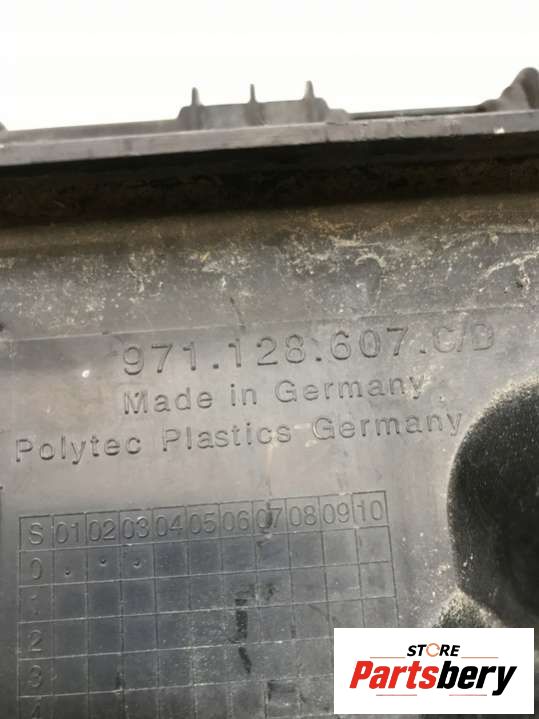 971.128.607.C/D
Made in Germany
Polytec Plastics Germany
S 01 02 03 04 05 06 07 08 09 10
0
1
2
3
STORE
Partsbery